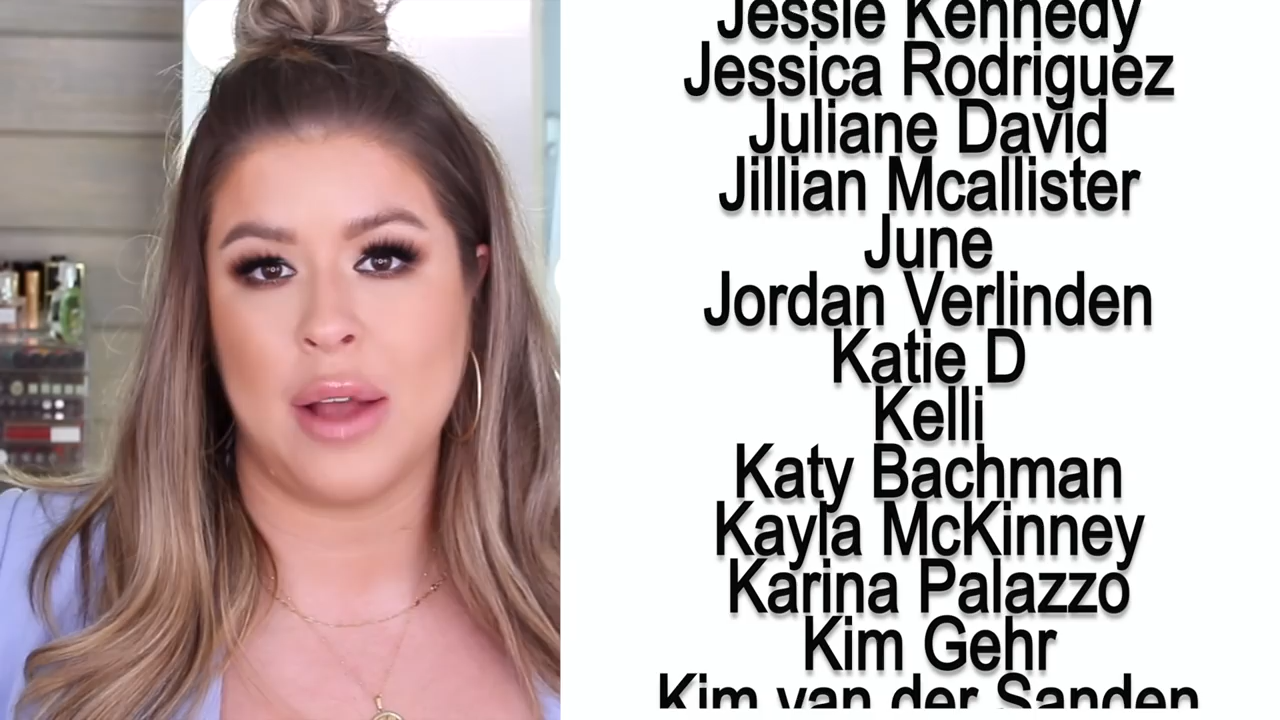 Jessie Kennedy
Jessica Rodriguez
Juliane David
Jillian Mcallister
June
Jordan Verlinden
Katie D
Kelli
Katy Bachman
Kayla McKinney
Karina Palazzo
Kim Gehr
Kim van der Sanden